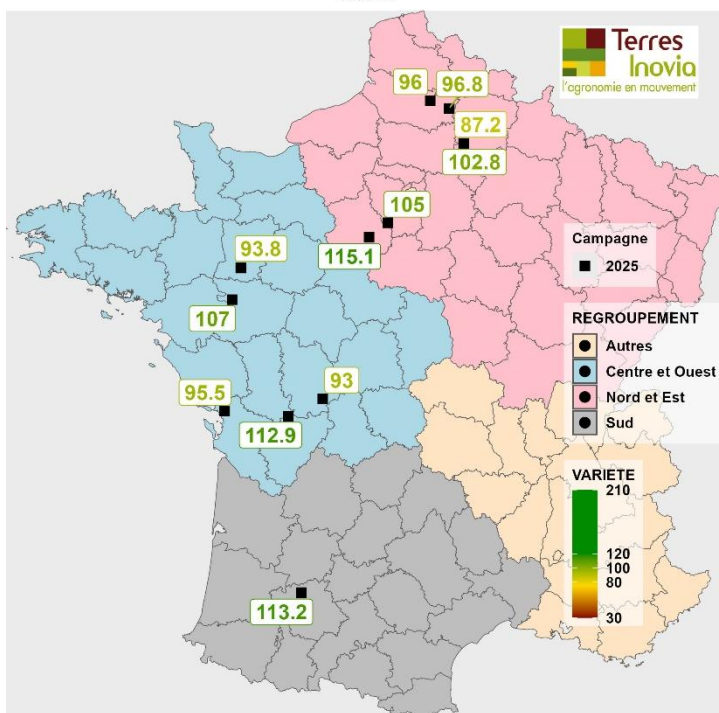 Terres
Inovia
l'agronomie en mouvement
96
96.8
87.2
102.8
105
115.1
93.8
107
95.5
93
112.9
113.2
Campagne
2025
REGROUPEMENT
Autres
Centre et Ouest
Nord et Est
Sud
VARIETE
210
120
100
80
30